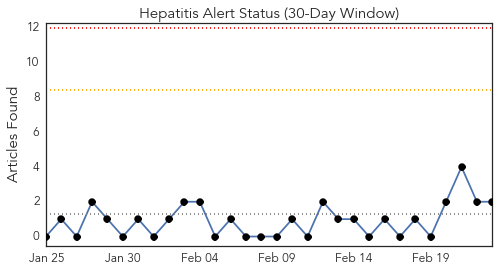 Hepatitis Alert Status (30-Day Window)
12
10
8
6
4
2
0
Articles Found
Jan 25
Jan 30
Feb 04
Feb 09
Feb 14
Feb 19